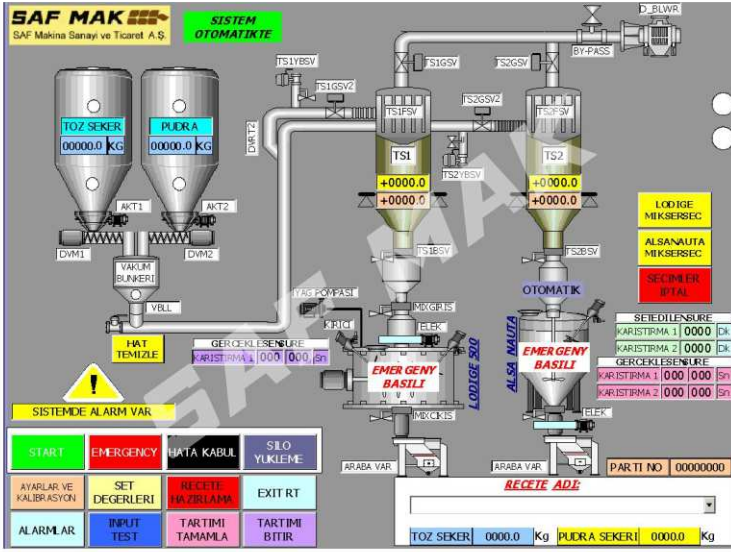 SAF MAK
SAF Makina Sanayi ve Ticaret A.Ş.
SISTEM
OTOMATIKTE
D_BLWR
BY-PASS
TS1YBSV
TS1GSV2
TS1GSV
TS2GSV
TS2GSV2
TS1FSV
TS2FSV
DVRT2
TOZ SEKER
PUDRA
00000.0 KG
00000.0 KG
TS1
TS2
TS2YBSV
+0000.0
+0000.0
+0000.0
+0000.0
AKT1
AKT2
DVM1
DVM2
VAKUM
BUNKERI
VBLL
TS1BSV
TS2BSV
LODIGE
MIKSERSEC
ALSANAUTA
MIKSERSEC
SECIMLER
IPTAL
YAG POMPASI
MIXGIRIS
OTOMATIK
KIRICI
ELEK
HAT
TEMIZLE
GERCEKLESENSURE
KARISTIRMA 1 000 000 Sn
EMERGENY
BASILI
LODIGE 500
ALSA NAUTA
EMERGENY
BASILI
SETEDILENSURE
KARISTIRMA 1 0000 Dk
KARISTIRMA 2 0000 Dk
GERCEKLESENSURE
KARISTIRMA 1 000 000 Sn
KARISTIRMA 2 000 000 Sn
SISTEMDE ALARM VAR
MIXCIKIS
ELEK
ARABA VAR
ARABA VAR
PARTI NO 00000000
START
EMERGENCY
HATA KABUL
SILO
YUKLEME
AYARLAR VE
KALIBRASYON
SET
DEGERLERI
RECETE
HAZIRLAMA
EXIT RT
ALARMLAR
INPUT
TEST
TARTIMI
TAMAMLA
TARTIMI
BITIR
RECETE ADI:
TOZ SEKER 0000.0 Kg PUDRA SEKERI 0000.0 Kg
SAF MAK